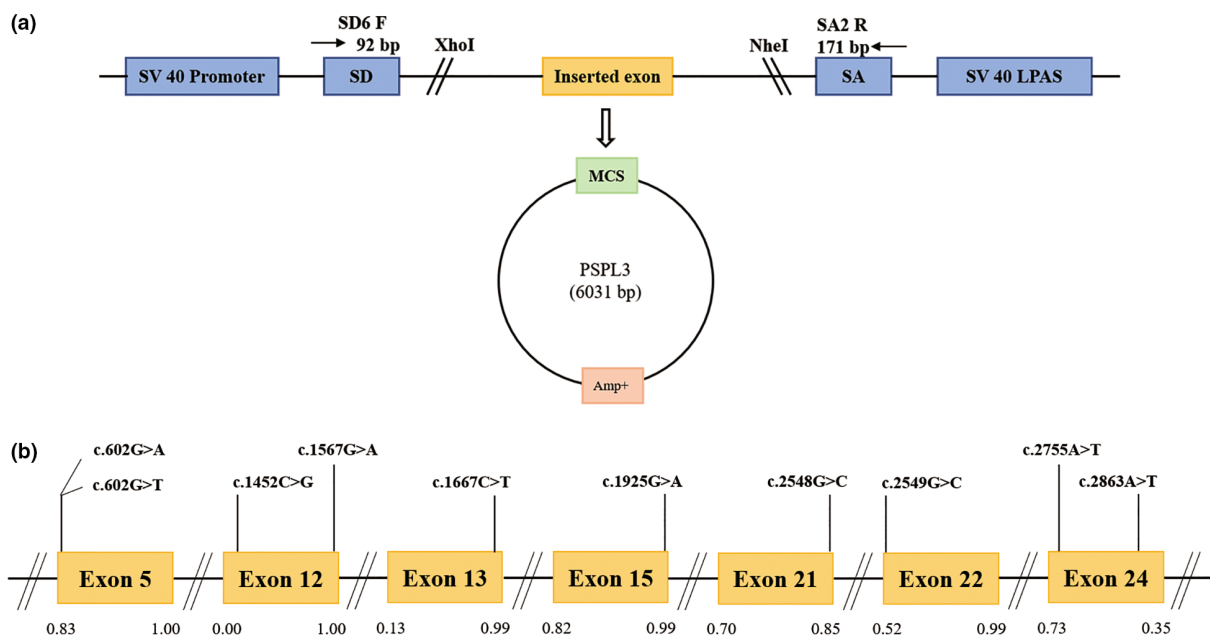 (a)
SD6 F
92 bp
XhoI
NheI
SA2 R
171 bp
SV 40 Promoter
SD
Inserted exon
SA
SV 40 LPAS
MCS
PSPL3
(6031 bp)
Amp+
(b)
c.602G>A
c.602G>T
c.1452C>G
c.1567G>A
c.1667C>T
c.1925G>A
c.2548G>C
c.2549G>C
c.2755A>T
c.2863A>T
Exon 5
Exon 12
Exon 13
Exon 15
Exon 21
Exon 22
Exon 24
0.83 1.00 0.00 1.00 0.13 0.99 0.82 0.99 0.70 0.85 0.52 0.99 0.73 0.35